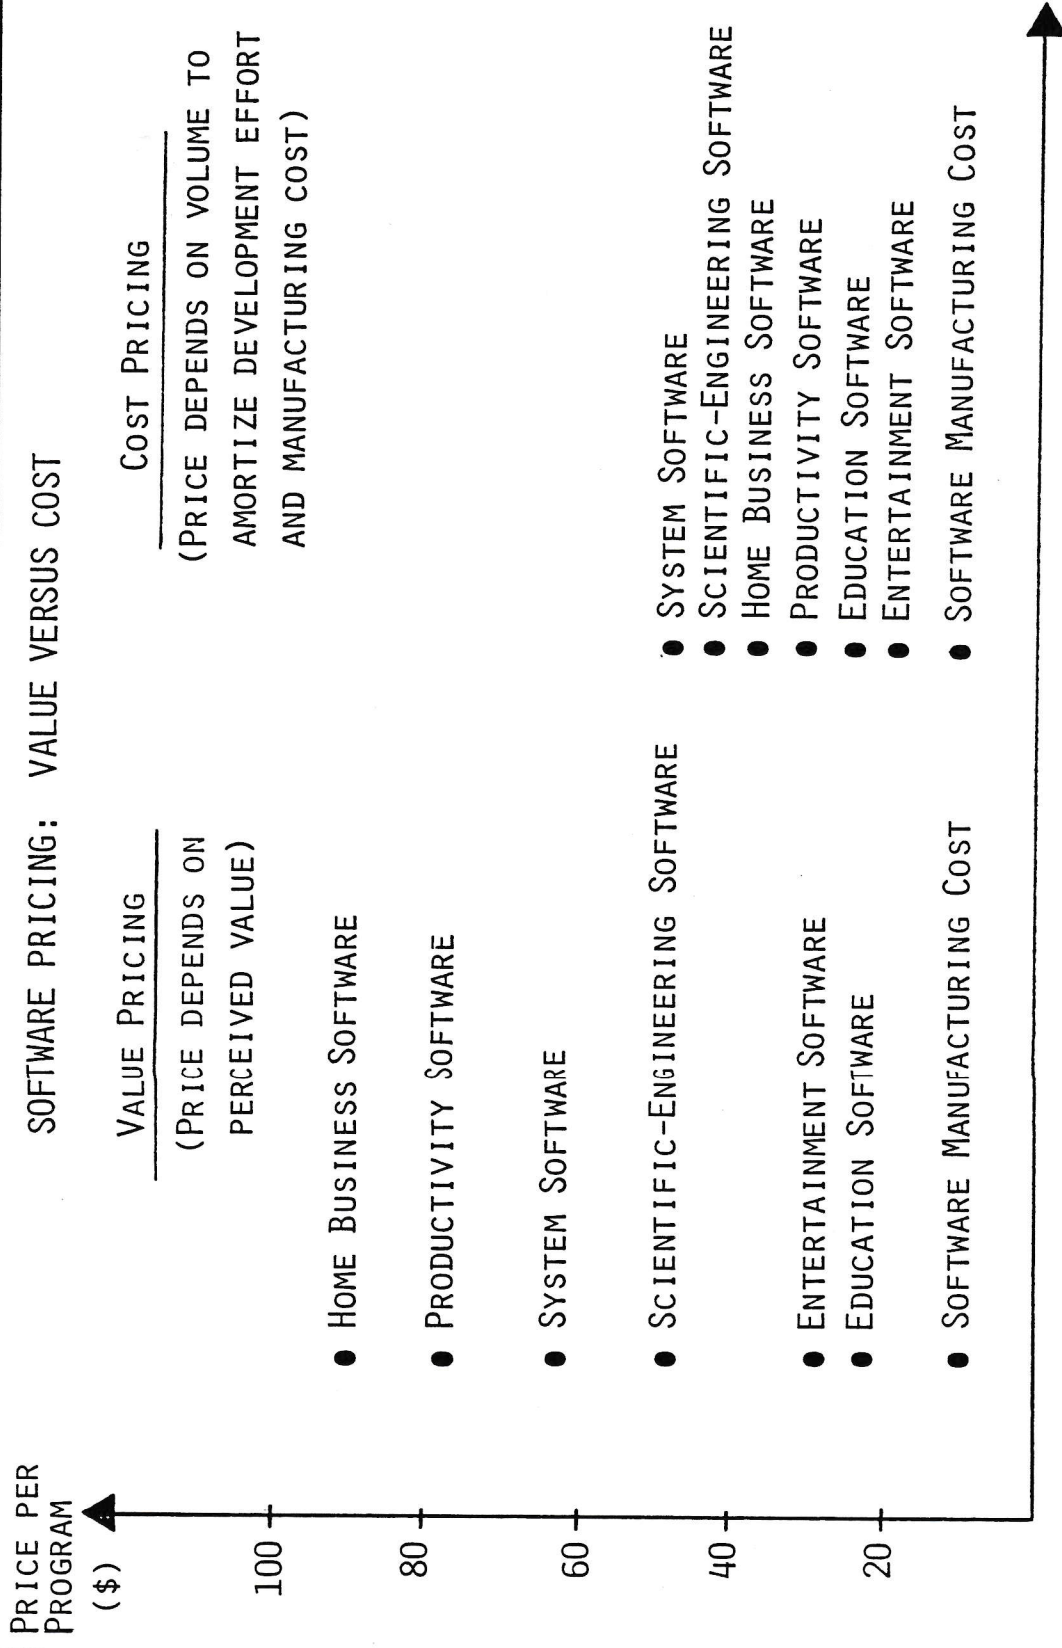 SOFTWARE PRICING: VALUE VERSUS COST
PRICE PER
PROGRAM
($)
VALUE PRICING
(PRICE DEPENDS ON
PERCEIVED VALUE)
COST PRICING
(PRICE DEPENDS ON VOLUME TO
AMORTIZE DEVELOPMENT EFFORT
AND MANUFACTURING COST)
100
80
60
40
20
• HOME BUSINESS SOFTWARE
• PRODUCTIVITY SOFTWARE
• SYSTEM SOFTWARE
• SCIENTIFIC-ENGINEERING SOFTWARE
• ENTERTAINMENT SOFTWARE
• EDUCATION SOFTWARE
• SOFTWARE MANUFACTURING COST
• SYSTEM SOFTWARE
• SCIENTIFIC-ENGINEERING SOFTWARE
• HOME BUSINESS SOFTWARE
• PRODUCTIVITY SOFTWARE
• EDUCATION SOFTWARE
• ENTERTAINMENT SOFTWARE
• SOFTWARE MANUFACTURING COST